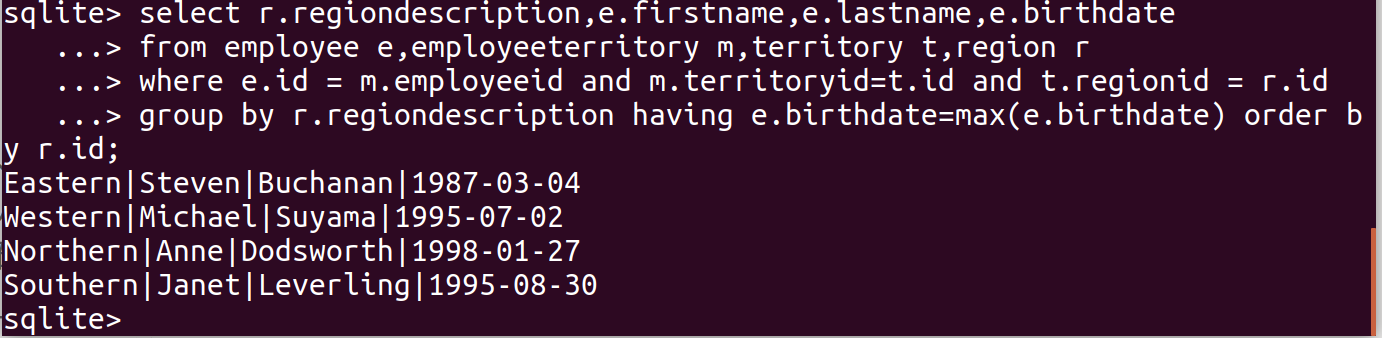 sqlite> select r.regiondescription,e.firstname,e.lastname,e.birthdate
   ...> from employee e,employeeterritory m,territory t,region r
   ...> where e.id = m.employeeid and m.territoryid=t.id and t.regionid = r.id
   ...> group by r.regiondescription having e.birthdate=max(e.birthdate) order b
y r.id;
Eastern|Steven|Buchanan|1987-03-04
Western|Michael|Suyama|1995-07-02
Northern|Anne|Dodsworth|1998-01-27
Southern|Janet|Leverling|1995-08-30
sqlite>